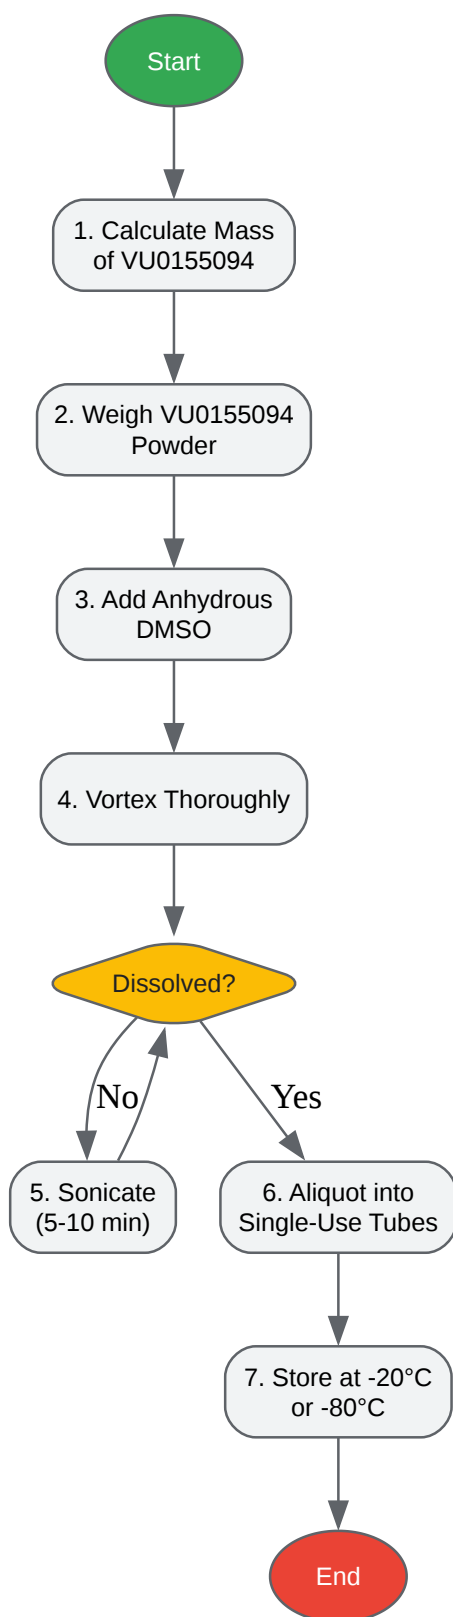 Start
1. Calculate Mass
of VU0155094
2. Weigh VU0155094
Powder
3. Add Anhydrous
DMSO
4. Vortex Thoroughly
Dissolved?
No
Yes
5. Sonicate
(5-10 min)
6. Aliquot into
Single-Use Tubes
7. Store at -20°C
or -80°C
End